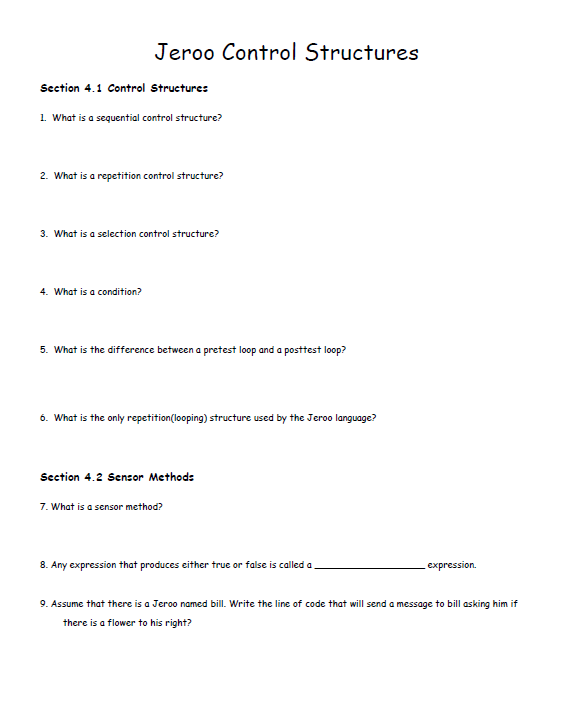 Jeroo Control Structures
Section 4.1 Control Structures
1. What is a sequential control structure?
2. What is a repetition control structure?
3. What is a selection control structure?
4. What is a condition?
5. What is the difference between a pretest loop and a posttest loop?
6. What is the only repetition(looping) structure used by the Jeroo language?
Section 4.2 Sensor Methods
7. What is a sensor method?
8. Any expression that produces either true or false is called a ____________________ expression.
9. Assume that there is a Jeroo named bill. Write the line of code that will send a message to bill asking him if
there is a flower to his right?